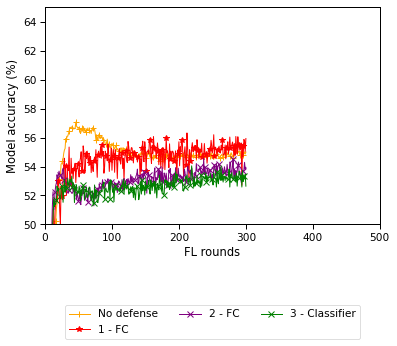 64
62
60
58
56
54
52
50
Model accuracy (%)
0 100 200 300 400 500
FL rounds
No defense 2 - FC 3 - Classifier
1 - FC